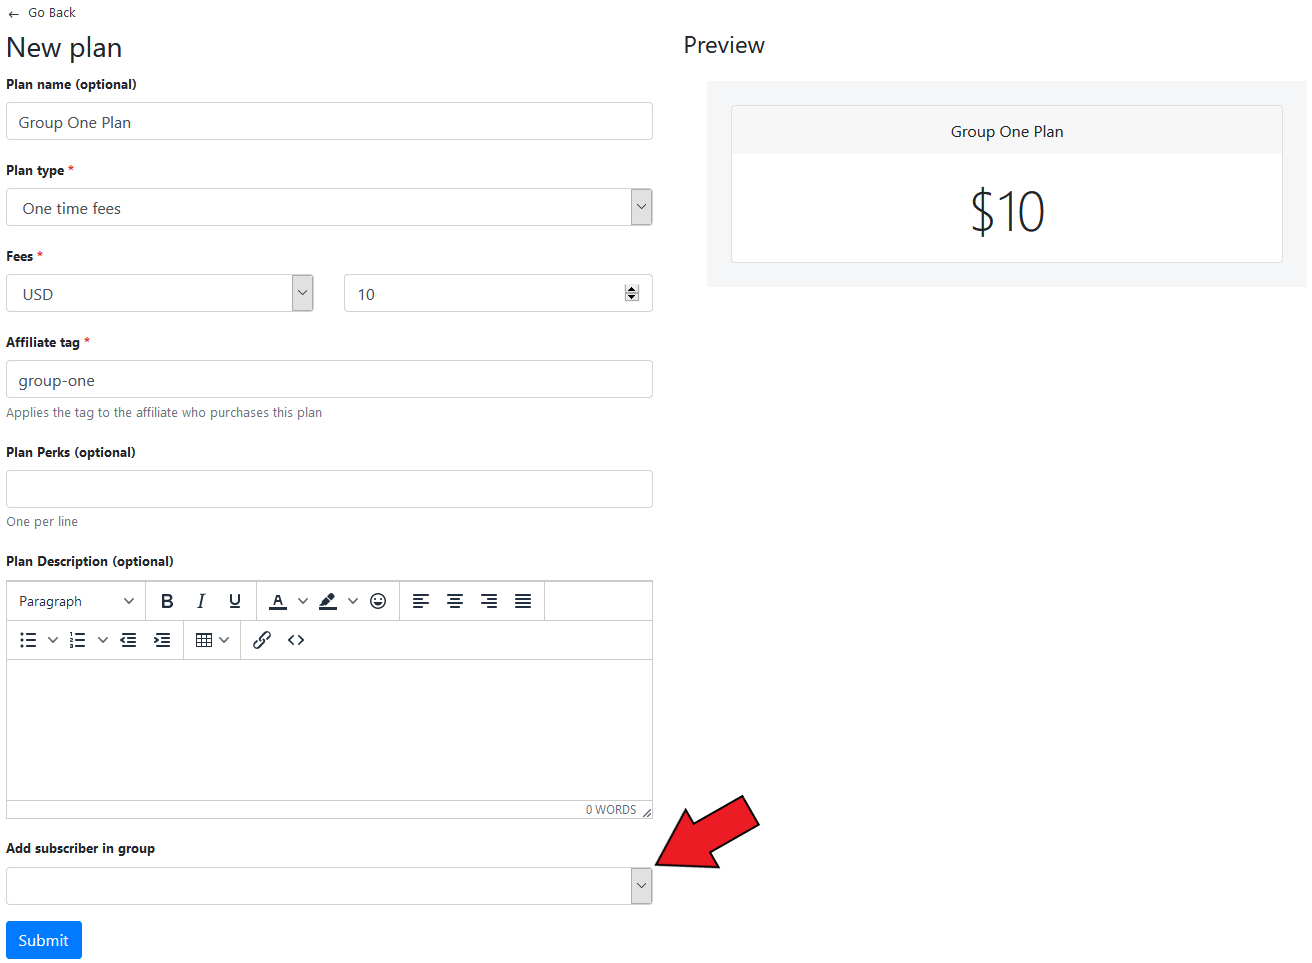 ← Go Back
New plan
Plan name (optional)
Group One Plan
Plan type *
One time fees
Fees *
USD
10
Affiliate tag *
group-one
Applies the tag to the affiliate who purchases this plan
Plan Perks (optional)
One per line
Plan Description (optional)
Paragraph B I U A
0 WORDS
Add subscriber in group
Submit
Preview
Group One Plan
$10